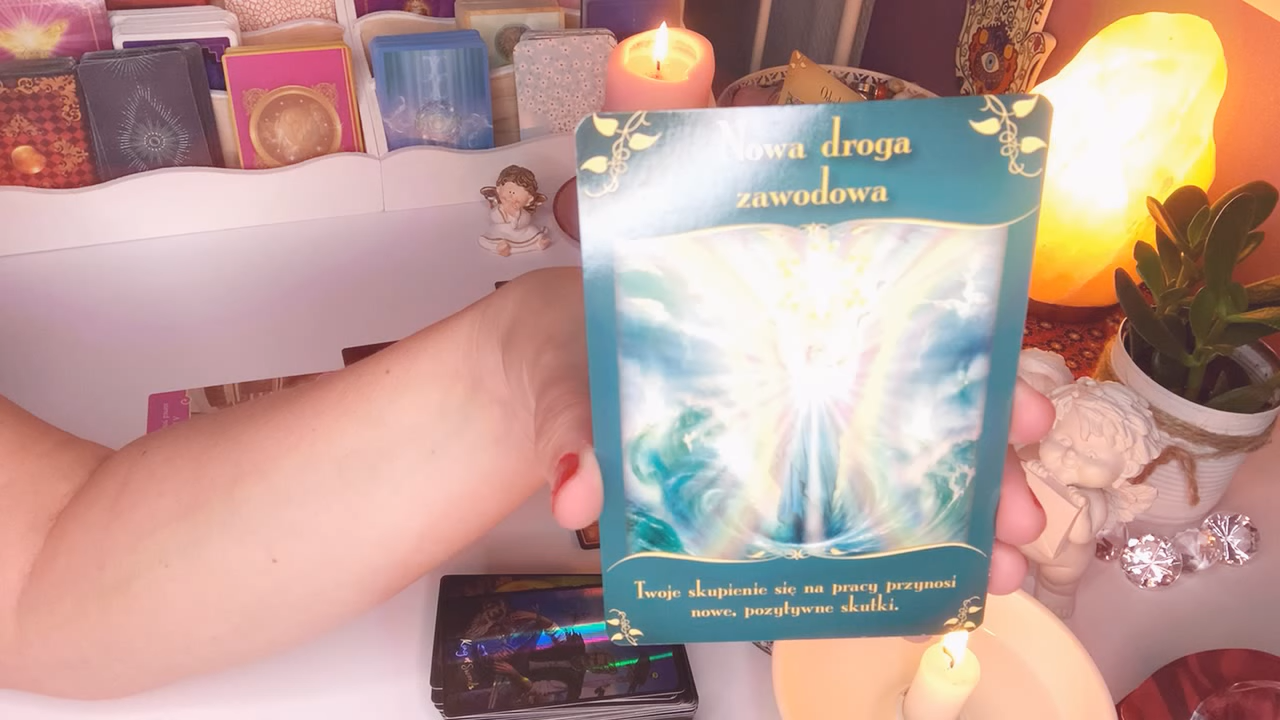 Nowa droga
zawodowa
Twoje skupienie się na pracy przynosi
nowe, pozytywne skutki.